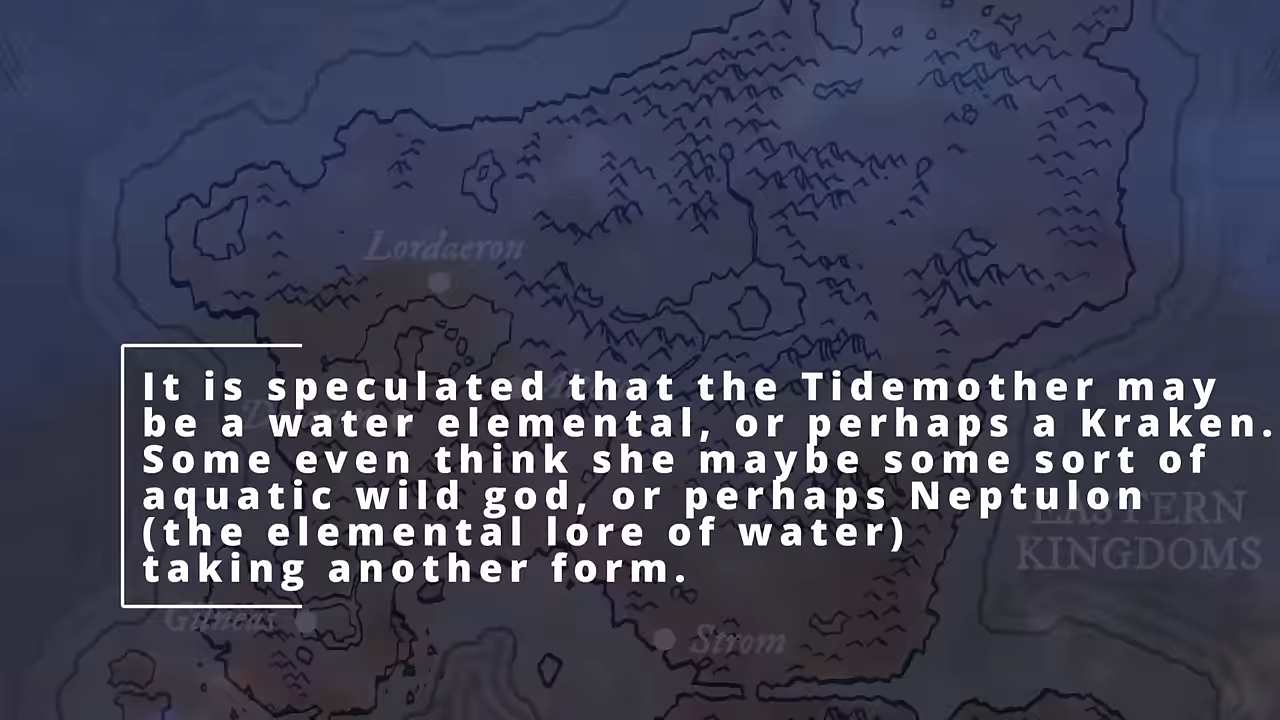 Lordaeron
It is speculated that the Tidemother may
be a water elemental, or perhaps a Kraken.
Some even think she maybe some sort of
aquatic wild god, or perhaps Neptulon
(the elemental lore of water)
taking another form.
EASTERN
KINGDOMS
Gilneas
Strom